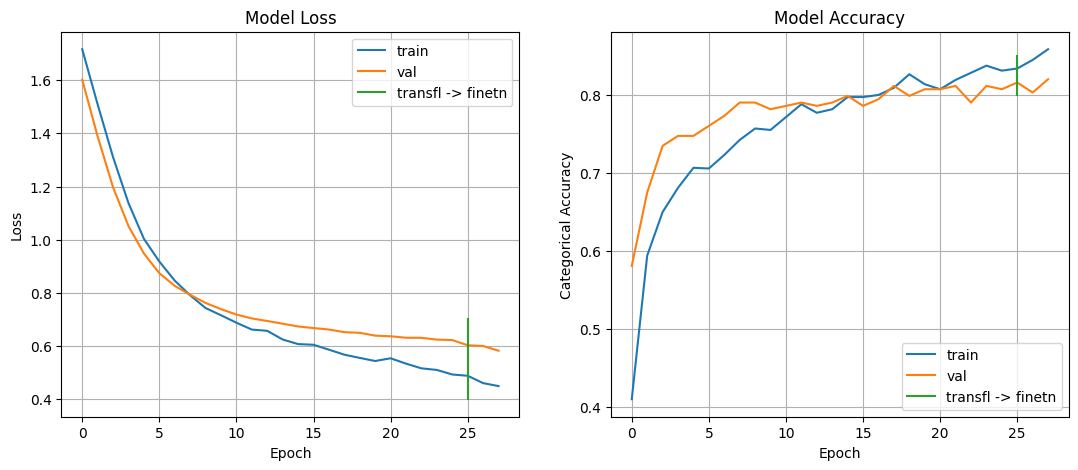 Model Loss
train
val
transfl -> finetn
1.6
1.4
1.2
1.0
0.8
0.6
0.4
Loss
0
5
10
15
20
25
Epoch
Model Accuracy
0.8
0.7
0.6
0.5
0.4
Categorical Accuracy
train
val
transfl -> finetn
0
5
10
15
20
25
Epoch